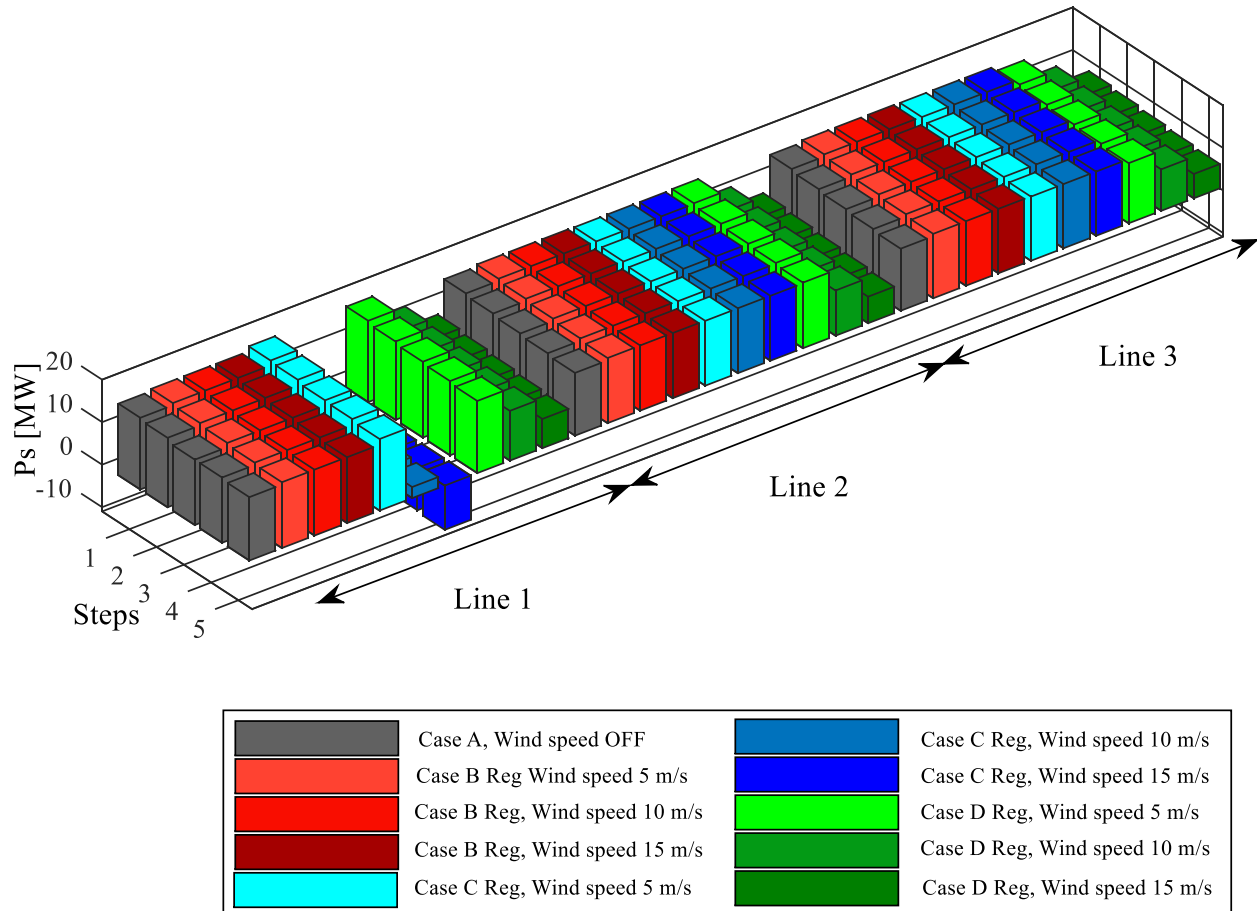 20
10
0
-10
Ps [MW]
1
2
3
4
5
Steps
Line 1
Line 2
Line 3
Case A, Wind speed OFF
Case B Reg Wind speed 5 m/s
Case B Reg, Wind speed 10 m/s
Case B Reg, Wind speed 15 m/s
Case C Reg, Wind speed 5 m/s
Case C Reg, Wind speed 10 m/s
Case C Reg, Wind speed 15 m/s
Case D Reg, Wind speed 5 m/s
Case D Reg, Wind speed 10 m/s
Case D Reg, Wind speed 15 m/s